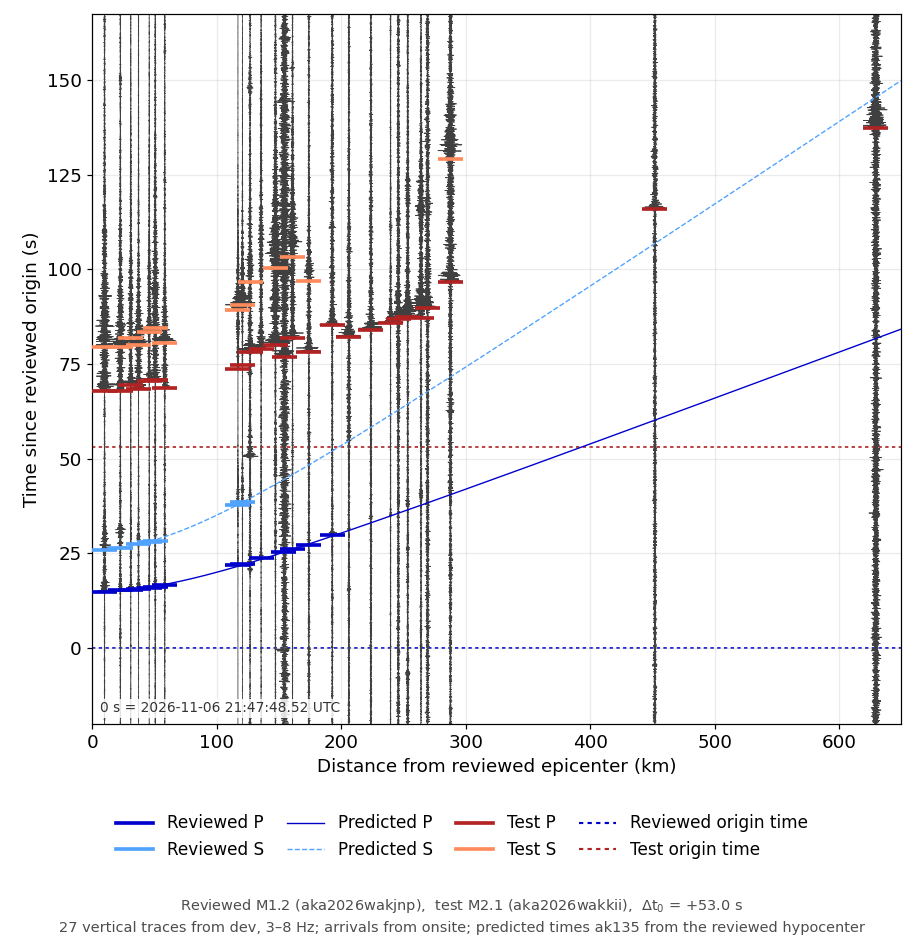 150
125
100
75
50
25
0
Time since reviewed origin (s)
0 s = 2026-11-06 21:47:48.52 UTC
0 100 200 300 400 500 600
Distance from reviewed epicenter (km)
Reviewed P Predicted P Test P Reviewed origin time
Reviewed S Predicted S Test S Test origin time
Reviewed M1.2 (aka2026wakjnp), test M2.1 (aka2026wakkii), Δt₀ = +53.0 s
27 vertical traces from dev, 3–8 Hz; arrivals from onsite; predicted times ak135 from the reviewed hypocenter